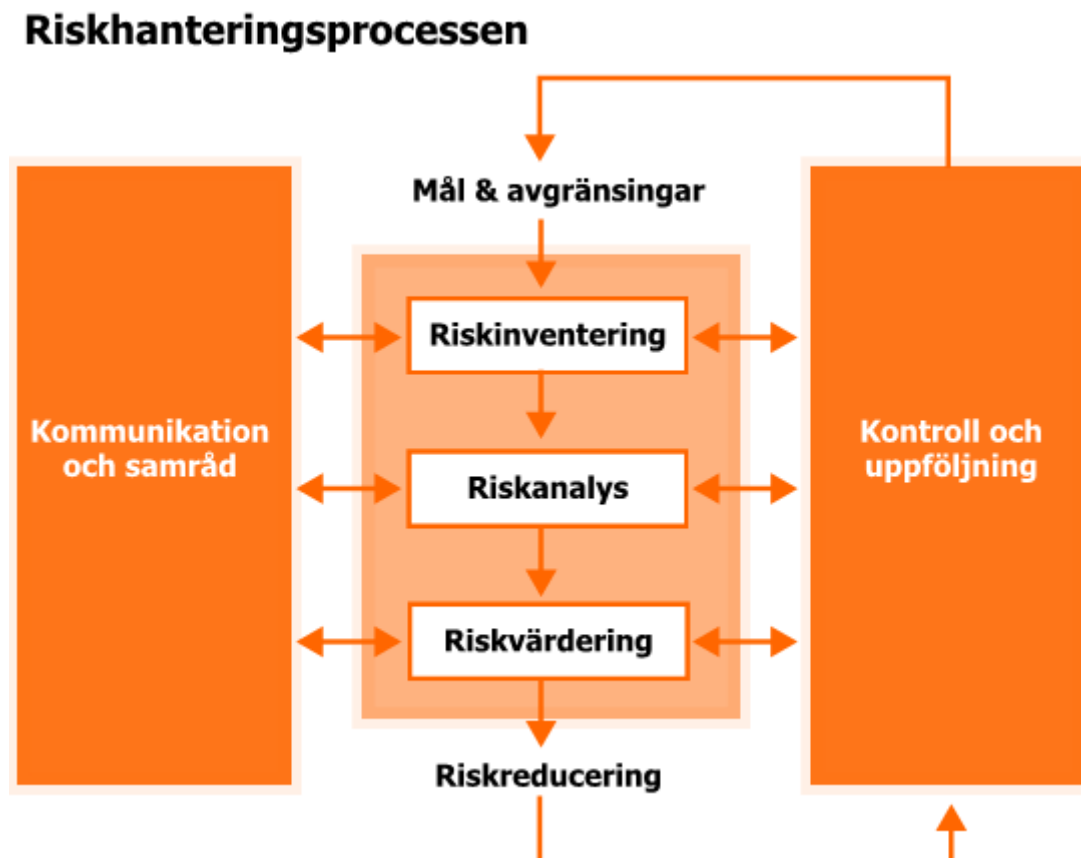 Riskhanteringsprocessen
Mål & avgränsingar
Riskinventering
Kommunikation
och samråd
Kontroll och
uppföljning
Riskanalys
Riskvärdering
Riskreducering